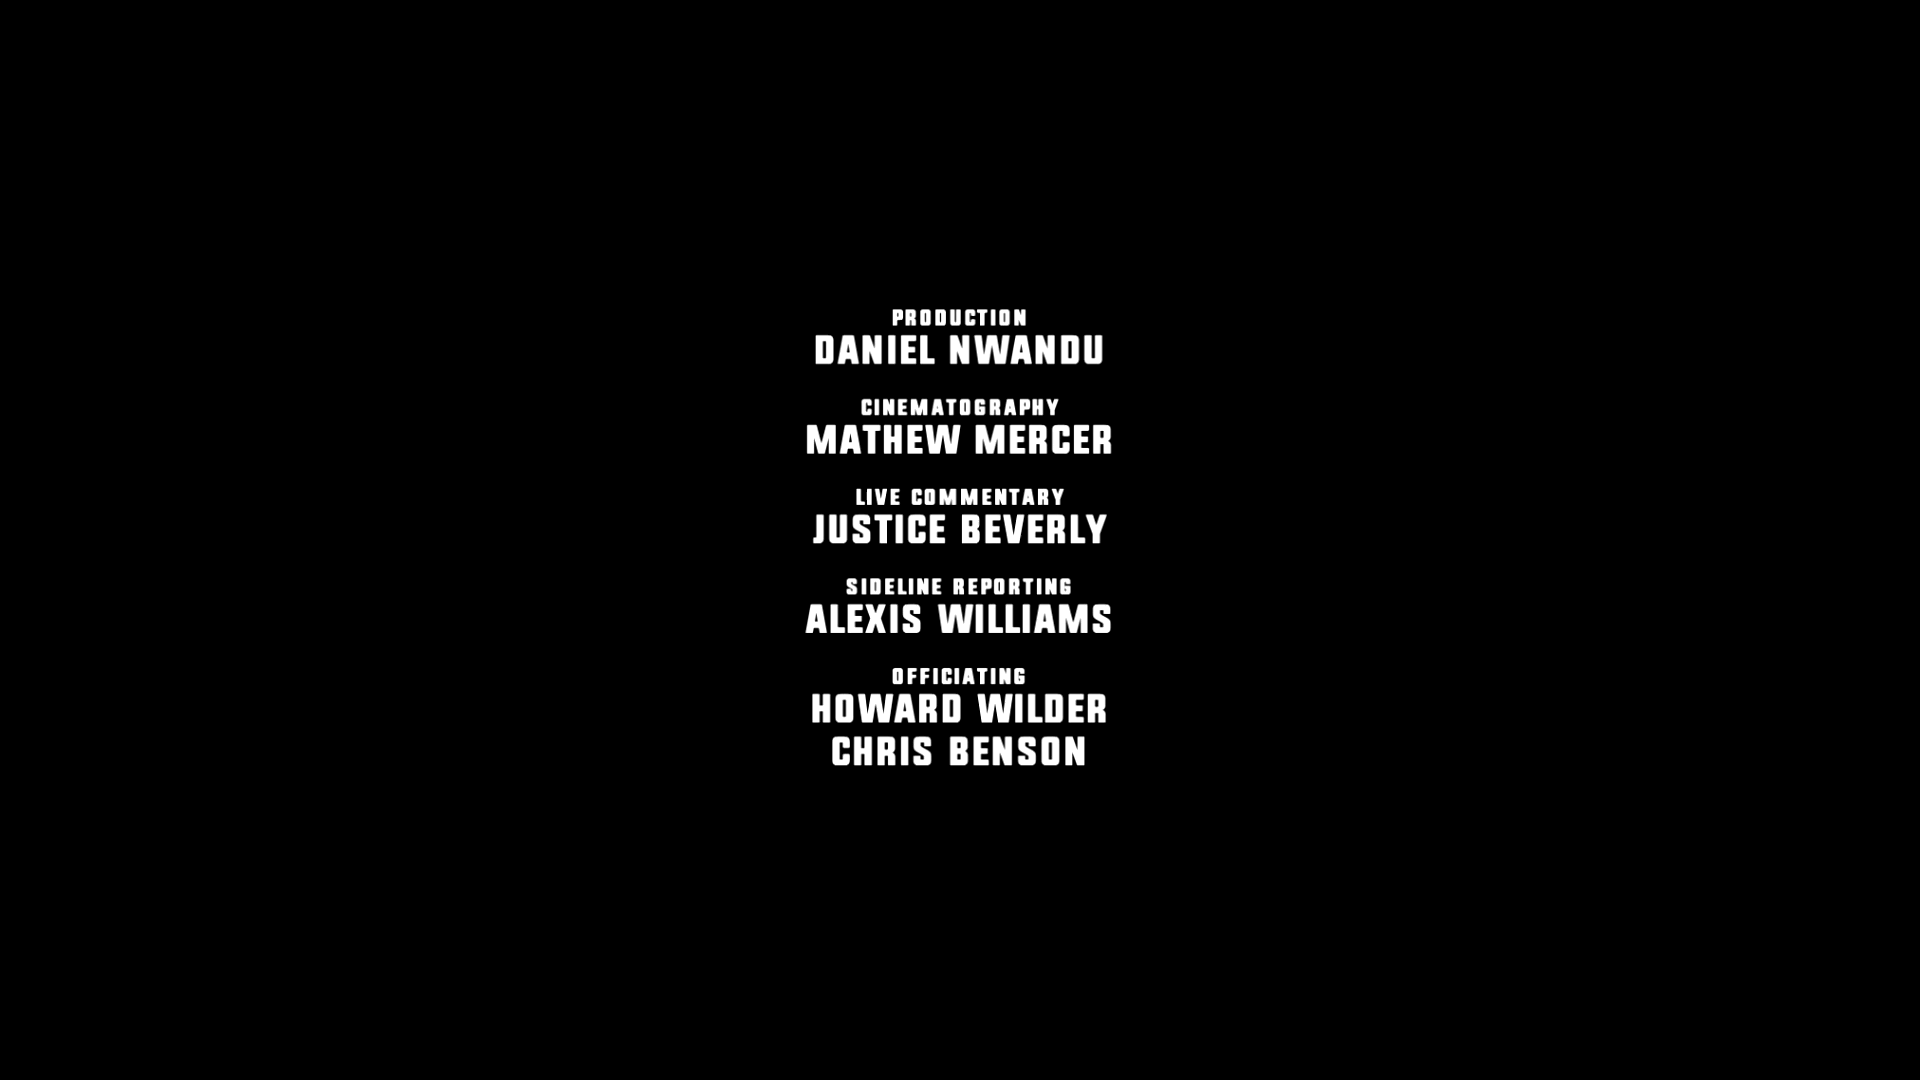 PRODUCTION
DANIEL NWANDU
CINEMATOGRAPHY
MATHEW MERCER
LIVE COMMENTARY
JUSTICE BEVERLY
SIDELINE REPORTING
ALEXIS WILLIAMS
OFFICIATING
HOWARD WILDER
CHRIS BENSON